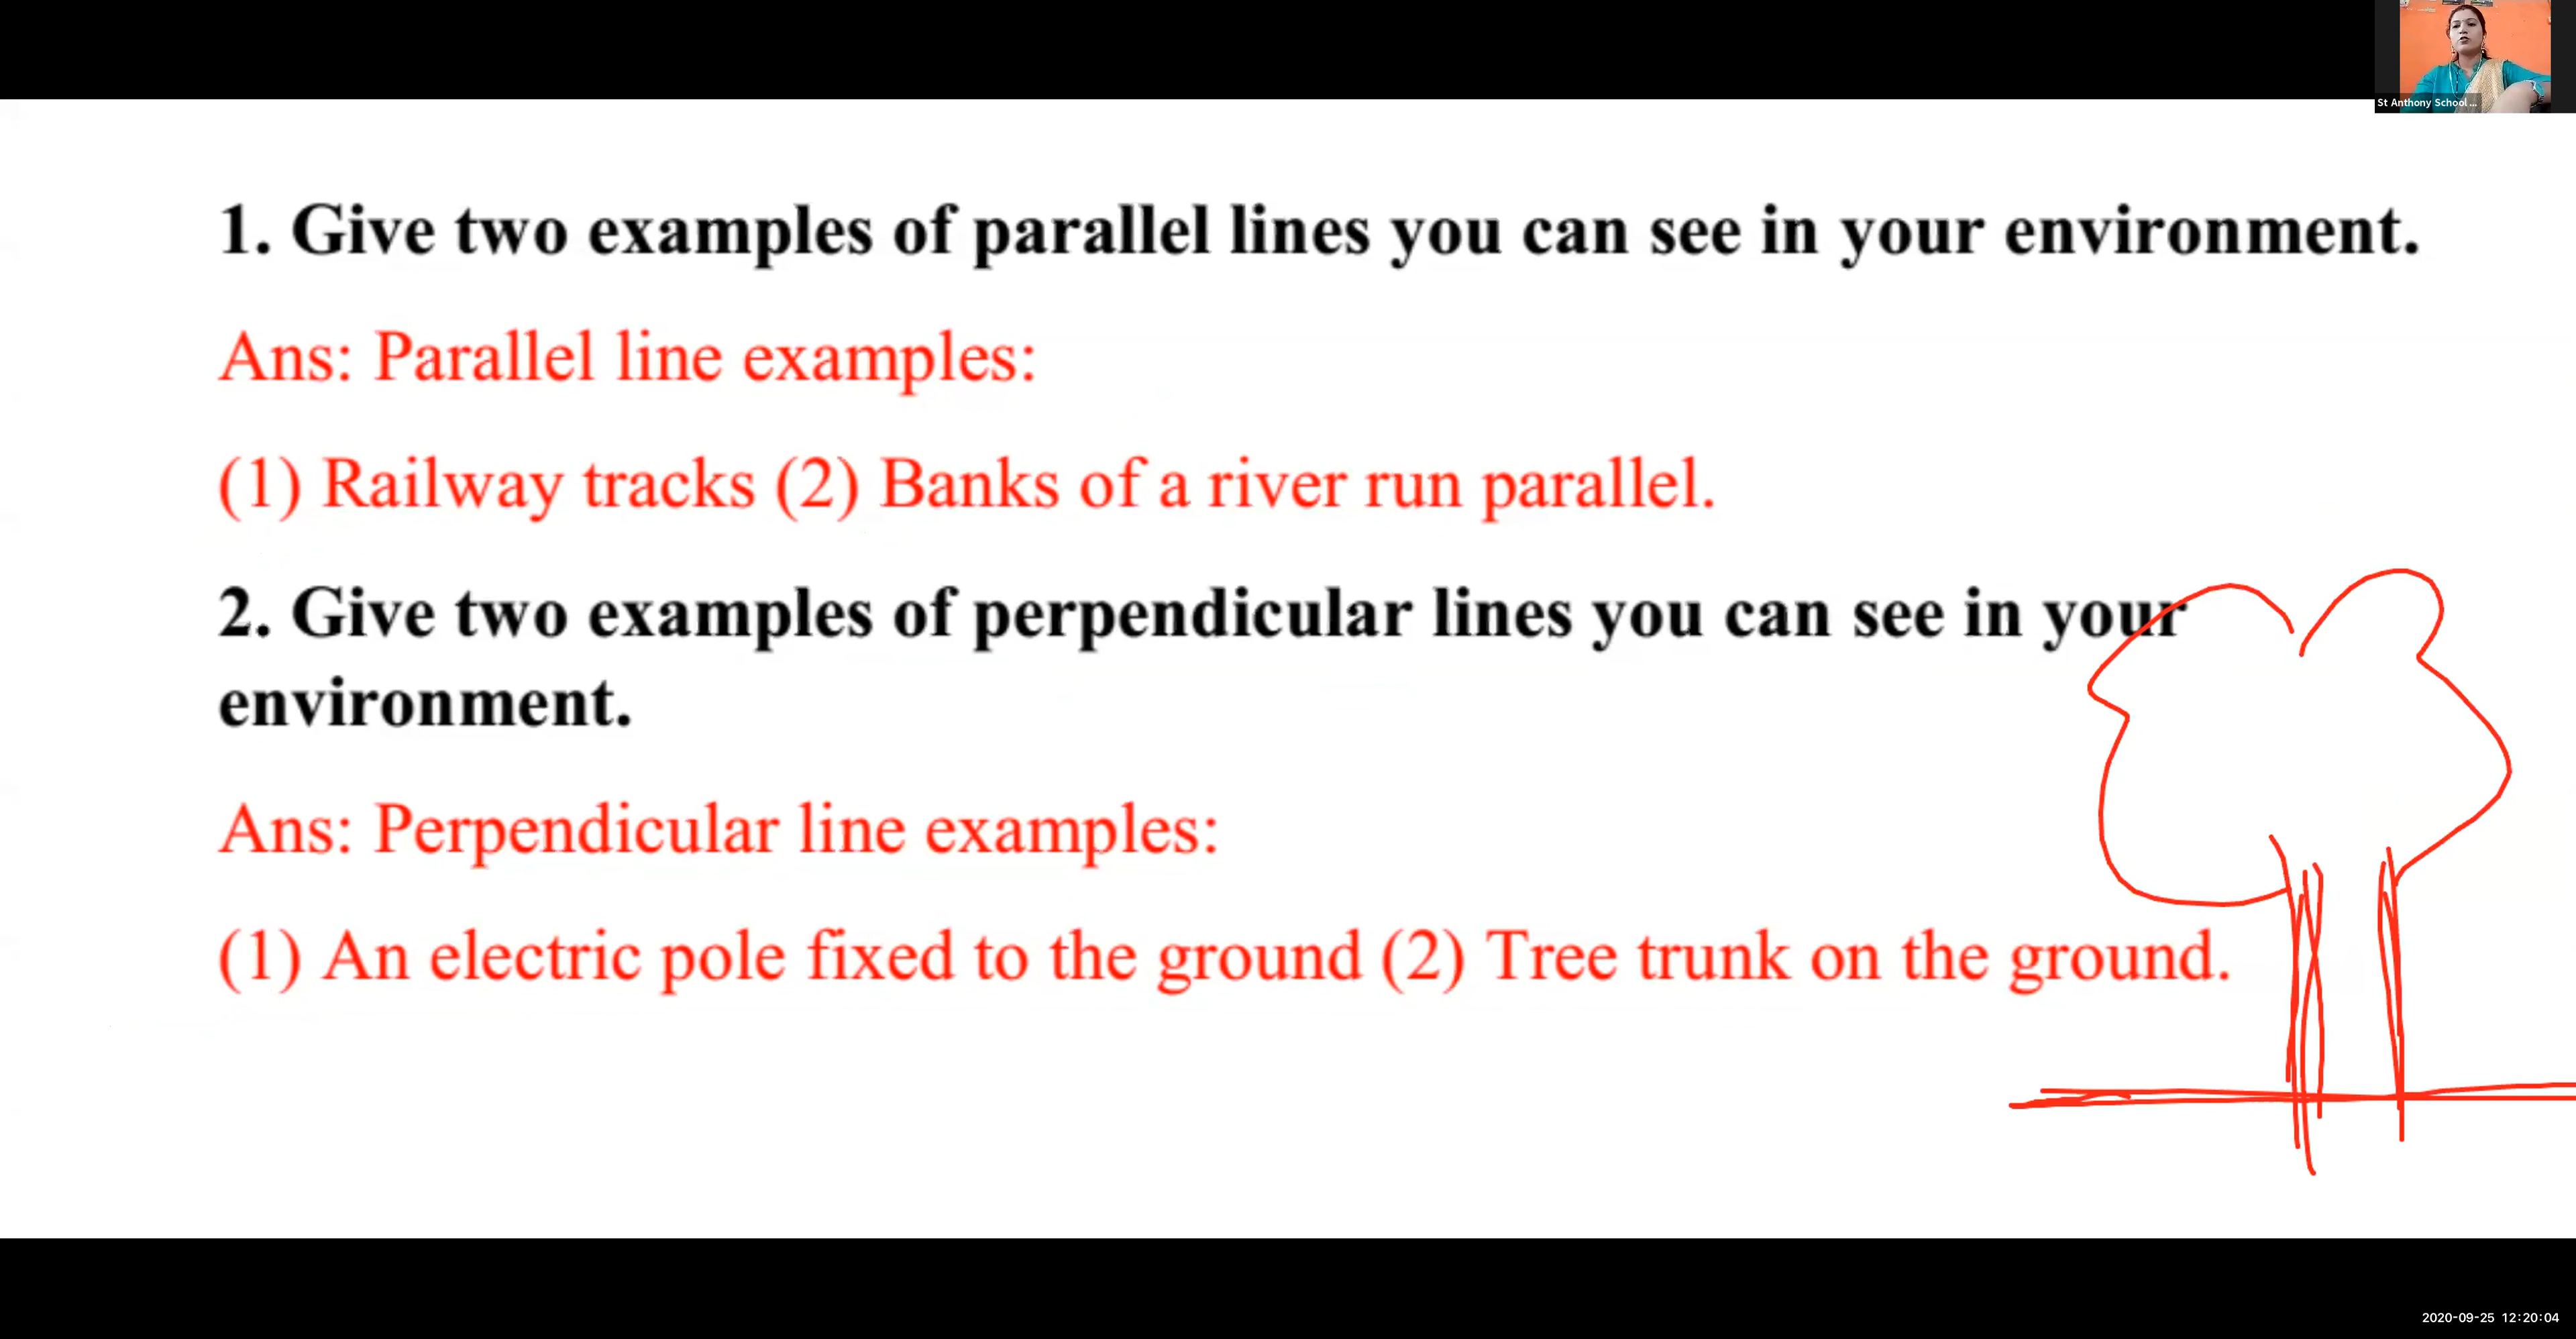 St Anthony School ...
1. Give two examples of parallel lines you can see in your environment.
Ans: Parallel line examples:
(1) Railway tracks (2) Banks of a river run parallel.
2. Give two examples of perpendicular lines you can see in your
environment.
Ans: Perpendicular line examples:
(1) An electric pole fixed to the ground (2) Tree trunk on the ground.
2020-09-25 12:20:04